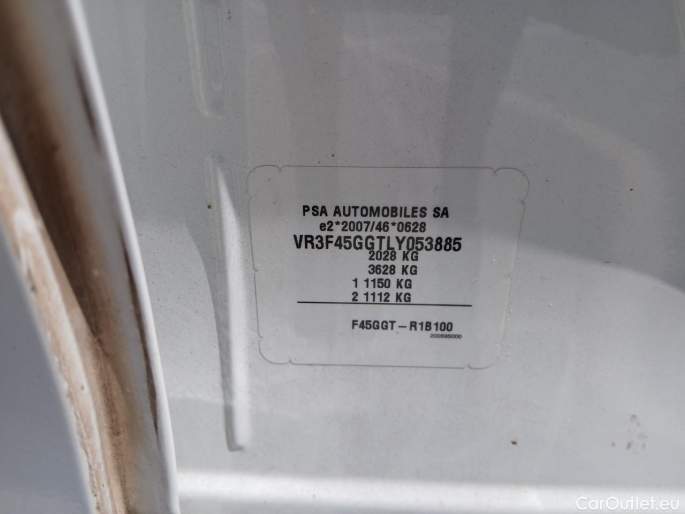 PSA AUTOMOBILES SA
e2*2007/46*0628
VR3F45GGTLY053885
2028 KG
3628 KG
1 1150 KG
2 1112 KG
F45GGT-R1B100
CarOutlet.eu